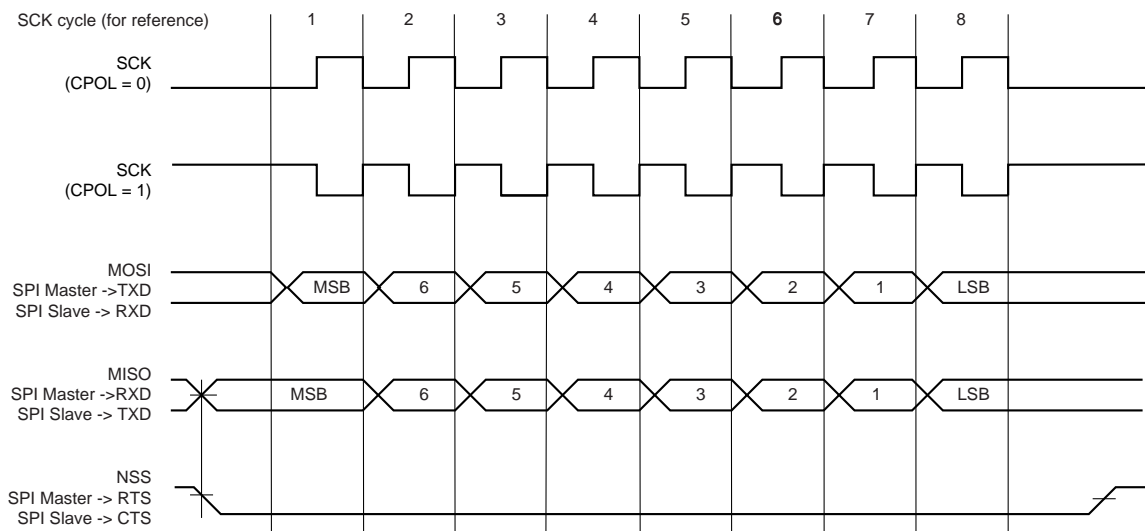 SCK cycle (for reference) 1 2 3 4 5 6 7 8
SCK
(CPOL = 0)
SCK
(CPOL = 1)
MOSI
SPI Master ->TXD
SPI Slave -> RXD
MSB 6 5 4 3 2 1 LSB
MISO
SPI Master ->RXD
SPI Slave -> TXD
MSB 6 5 4 3 2 1 LSB
NSS
SPI Master -> RTS
SPI Slave -> CTS